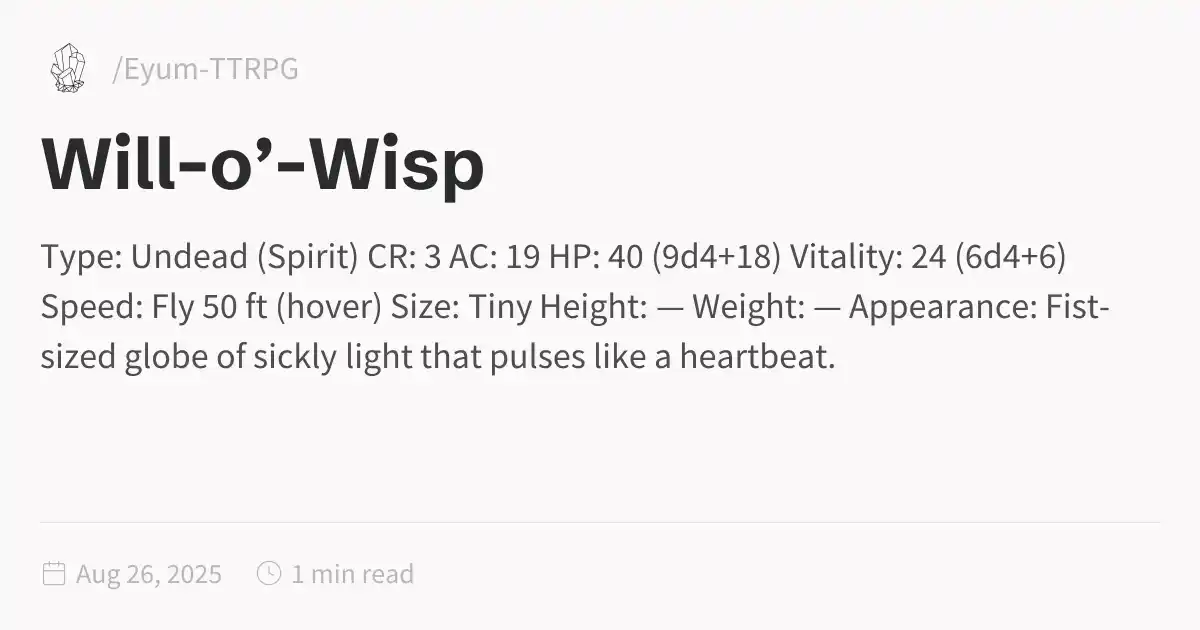 /Eyum-TTRPG
Will-o’-Wisp
Type: Undead (Spirit) CR: 3 AC: 19 HP: 40 (9d4+18) Vitality: 24 (6d4+6)
Speed: Fly 50 ft (hover) Size: Tiny Height: — Weight: — Appearance: Fist-
sized globe of sickly light that pulses like a heartbeat.
Aug 26, 2025 1 min read